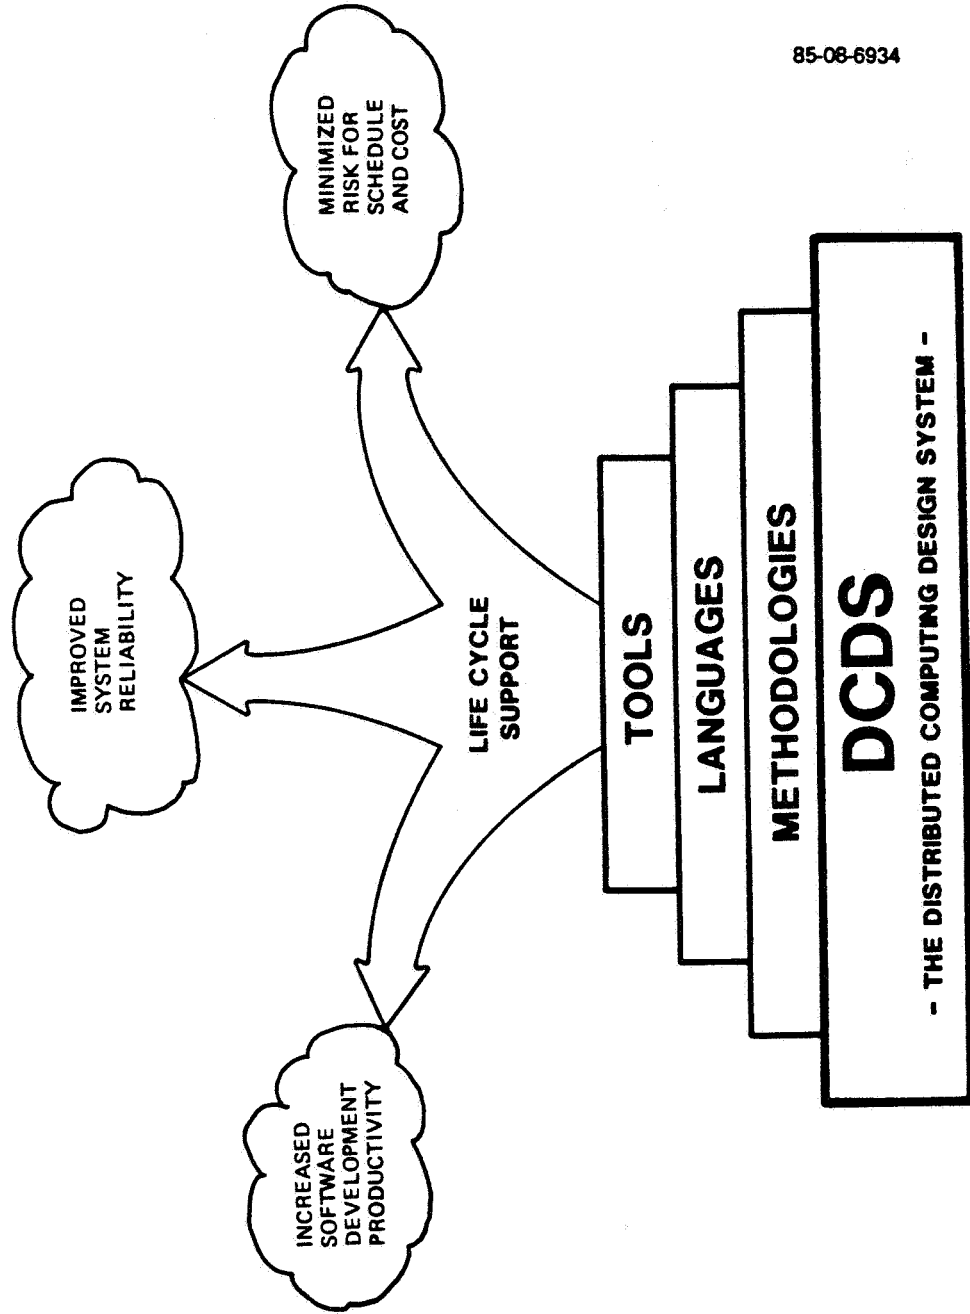 INCREASED
SOFTWARE
DEVELOPMENT
PRODUCTIVITY
IMPROVED
SYSTEM
RELIABILITY
MINIMIZED
RISK FOR
SCHEDULE
AND COST
LIFE CYCLE
SUPPORT
TOOLS
LANGUAGES
METHODOLOGIES
DCDS
- THE DISTRIBUTED COMPUTING DESIGN SYSTEM -
85-08-6934